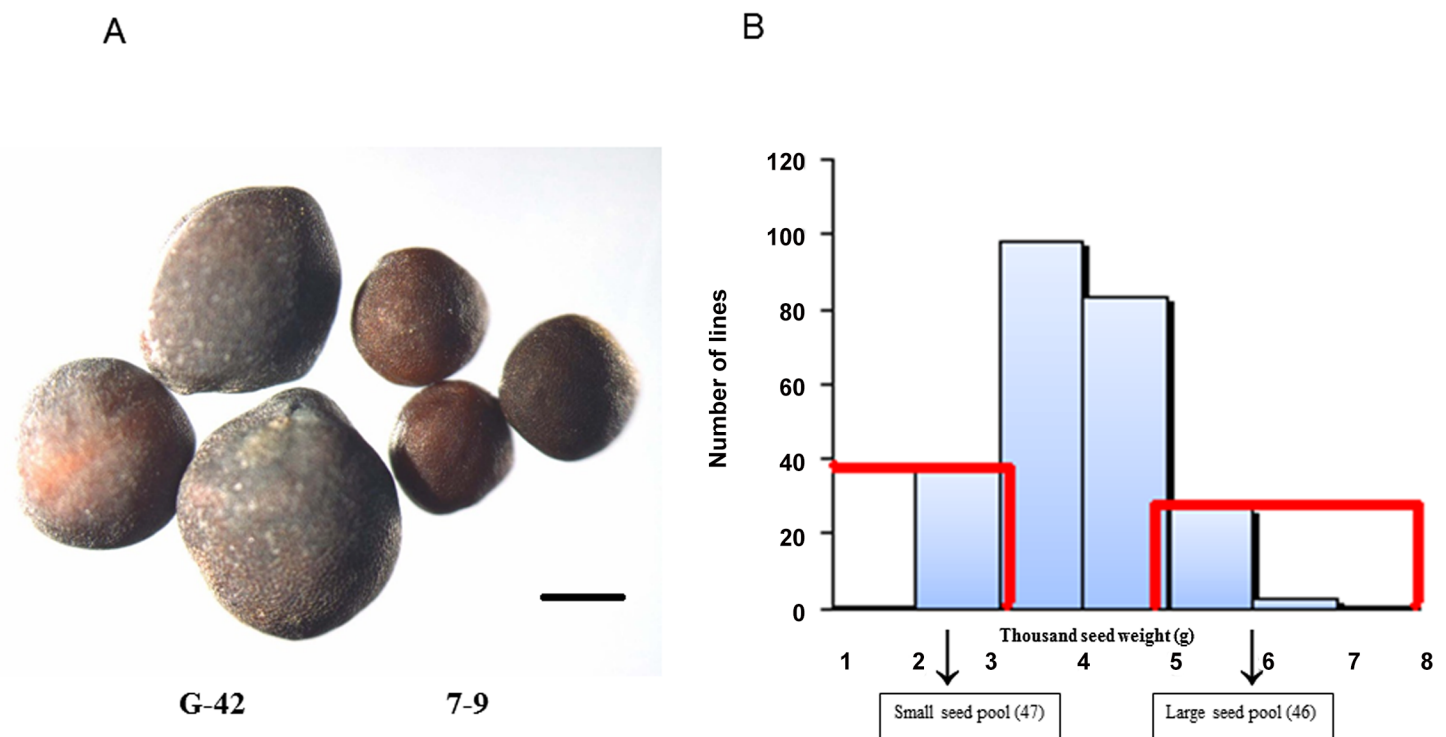 A
B
120
100
80
60
40
20
0
Number of lines
Thousand seed weight (g)
1 2 3 4 5 6 7 8
Small seed pool (47)
Large seed pool (46)
G-42
7-9